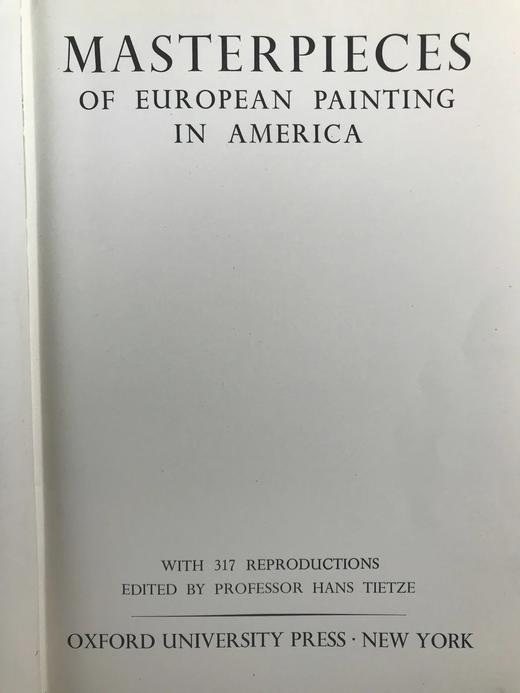 MASTERPIECES
OF EUROPEAN PAINTING
IN AMERICA
WITH 317 REPRODUCTIONS
EDITED BY PROFESSOR HANS TIETZE
OXFORD UNIVERSITY PRESS · NEW YORK